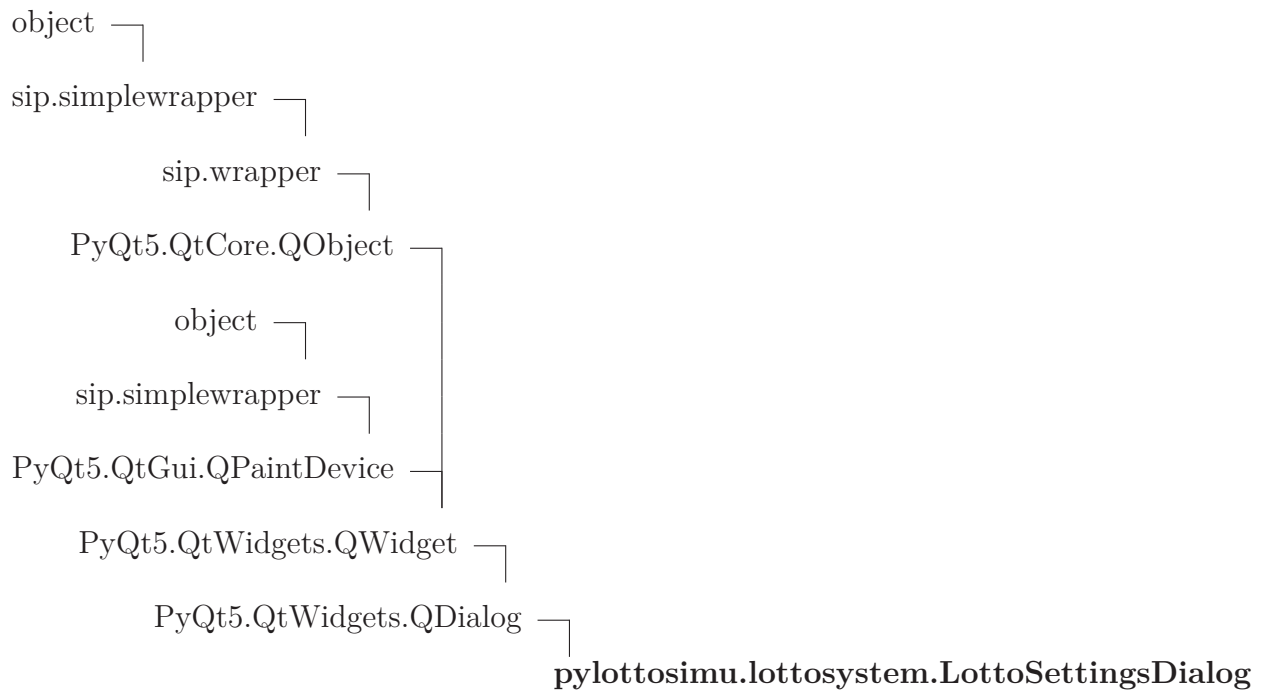 object
sip.simplewrapper
sip.wrapper
PyQt5.QtCore.QObject
object
sip.simplewrapper
PyQt5.QtGui.QPaintDevice
PyQt5.QtWidgets.QWidget
PyQt5.QtWidgets.QDialog
pylottosimu.lottosystem.LottoSettingsDialog